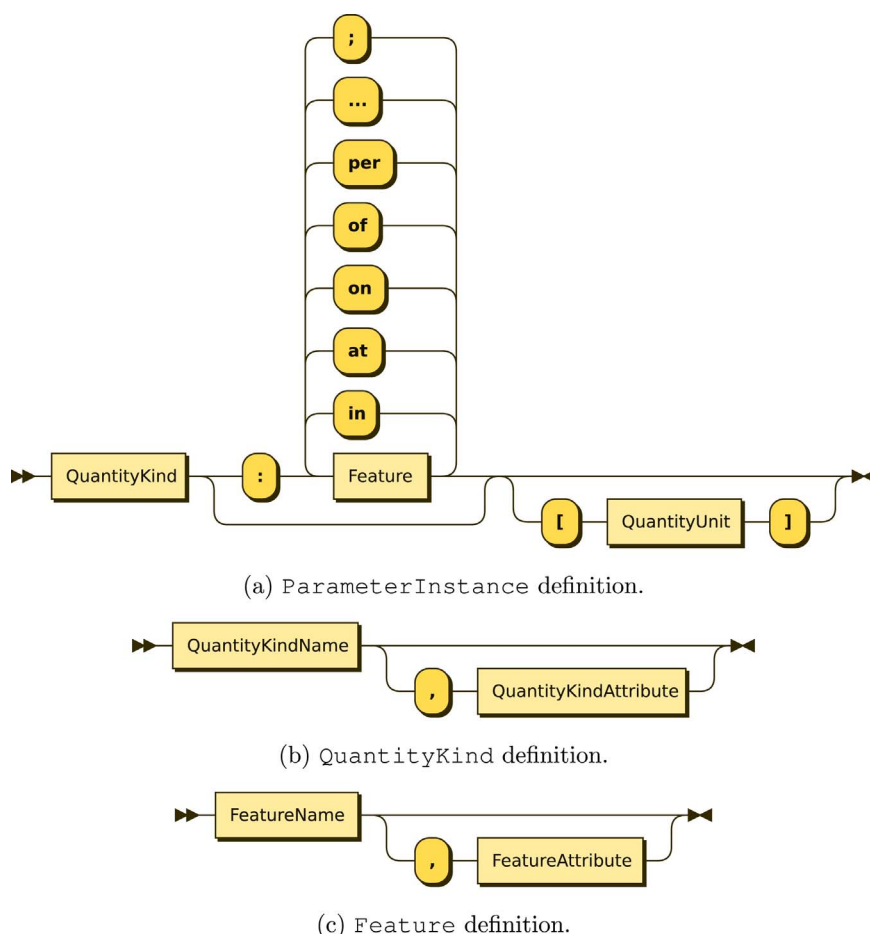 ;
...
per
of
on
at
in
QuantityKind : Feature
[ QuantityUnit ]
(a) ParameterInstance definition.
QuantityKindName
, QuantityKindAttribute
(b) QuantityKind definition.
FeatureName
, FeatureAttribute
(c) Feature definition.